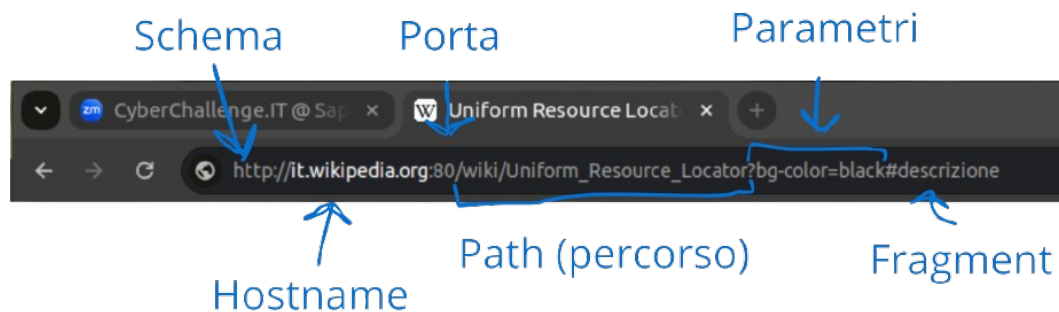 Schema
Porta
Parametri
zm CyberChallenge.IT @ Sap
W Uniform Resource Locat
http://it.wikipedia.org:80/wiki/Uniform_Resource_Locator?bg-color=black#descrizione
Path (percorso)
Fragment
Hostname